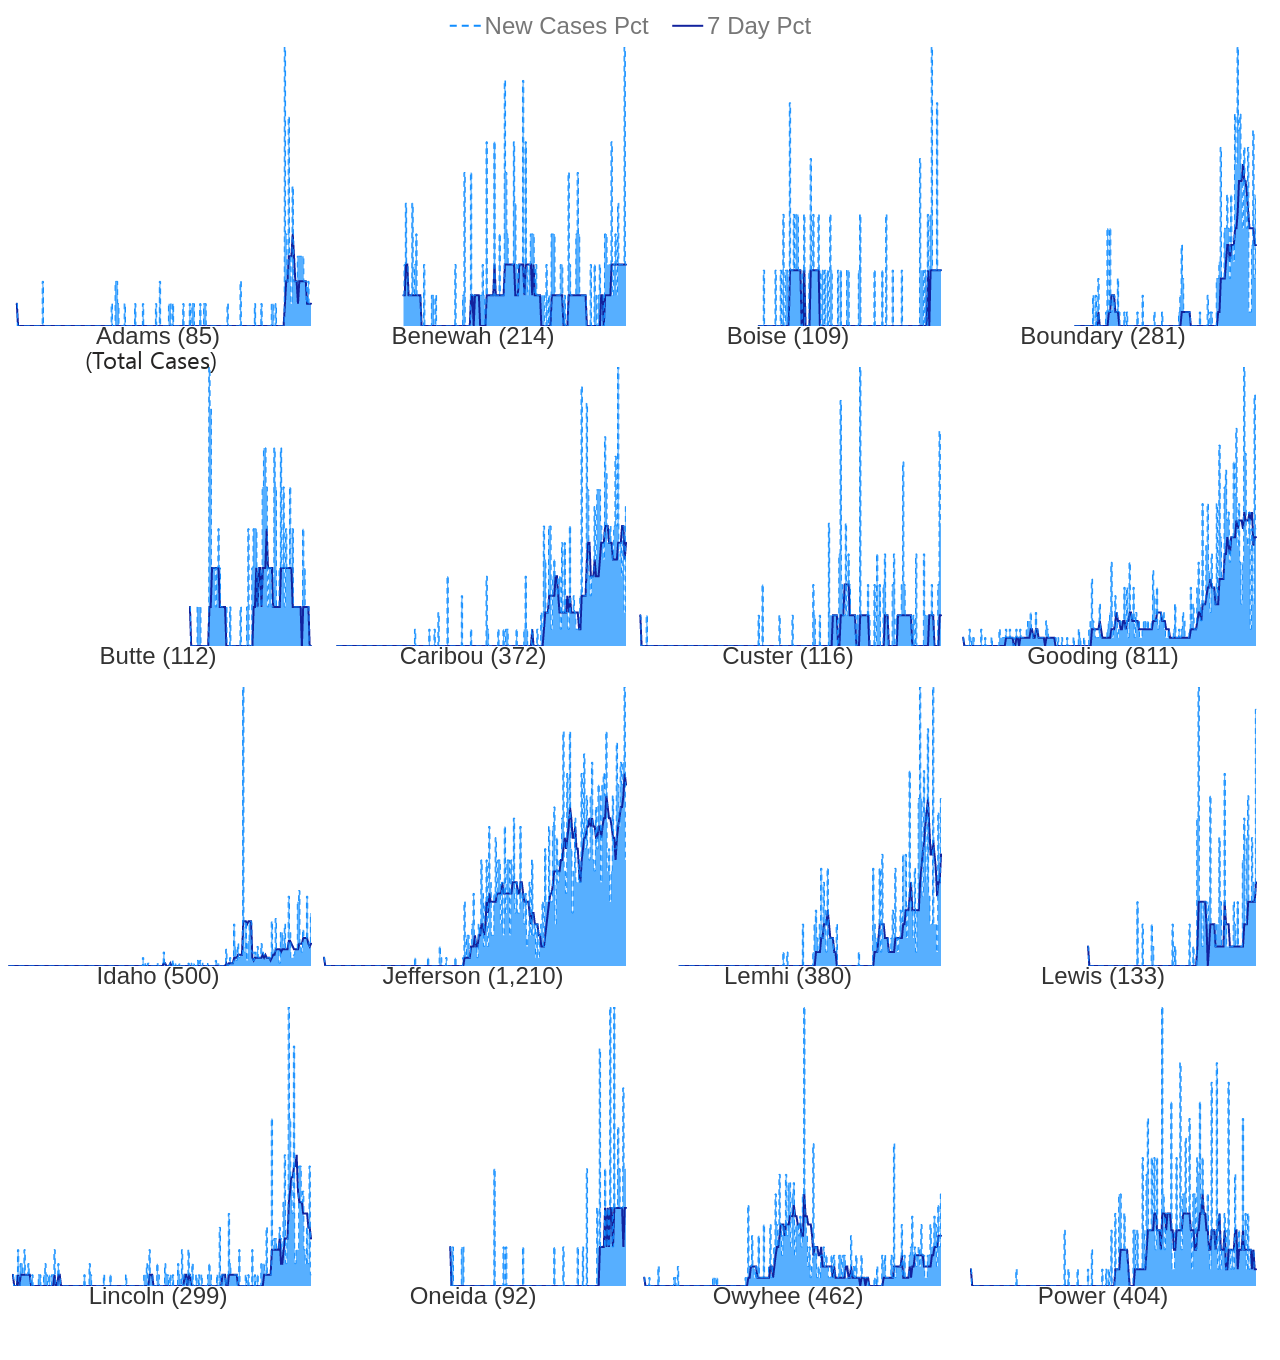 New Cases Pct 7 Day Pct
Adams (85) Benewah (214) Boise (109) Boundary (281)
(Total Cases)
Butte (112) Caribou (372) Custer (116) Gooding (811)
Idaho (500) Jefferson (1,210) Lemhi (380) Lewis (133)
Lincoln (299) Oneida (92) Owyhee (462) Power (404)